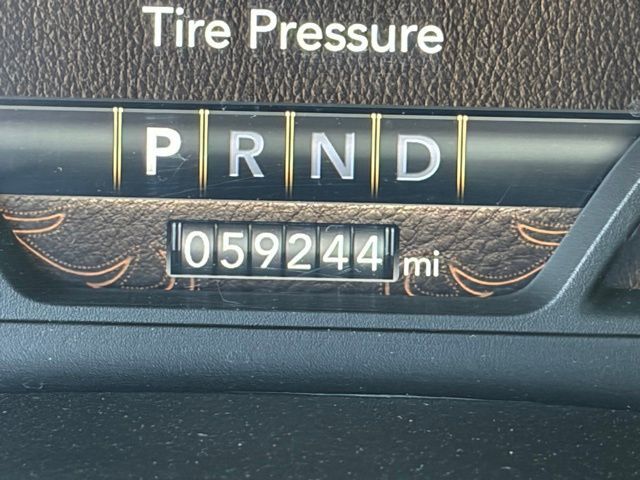 Tire Pressure
P R N D
059244 mi